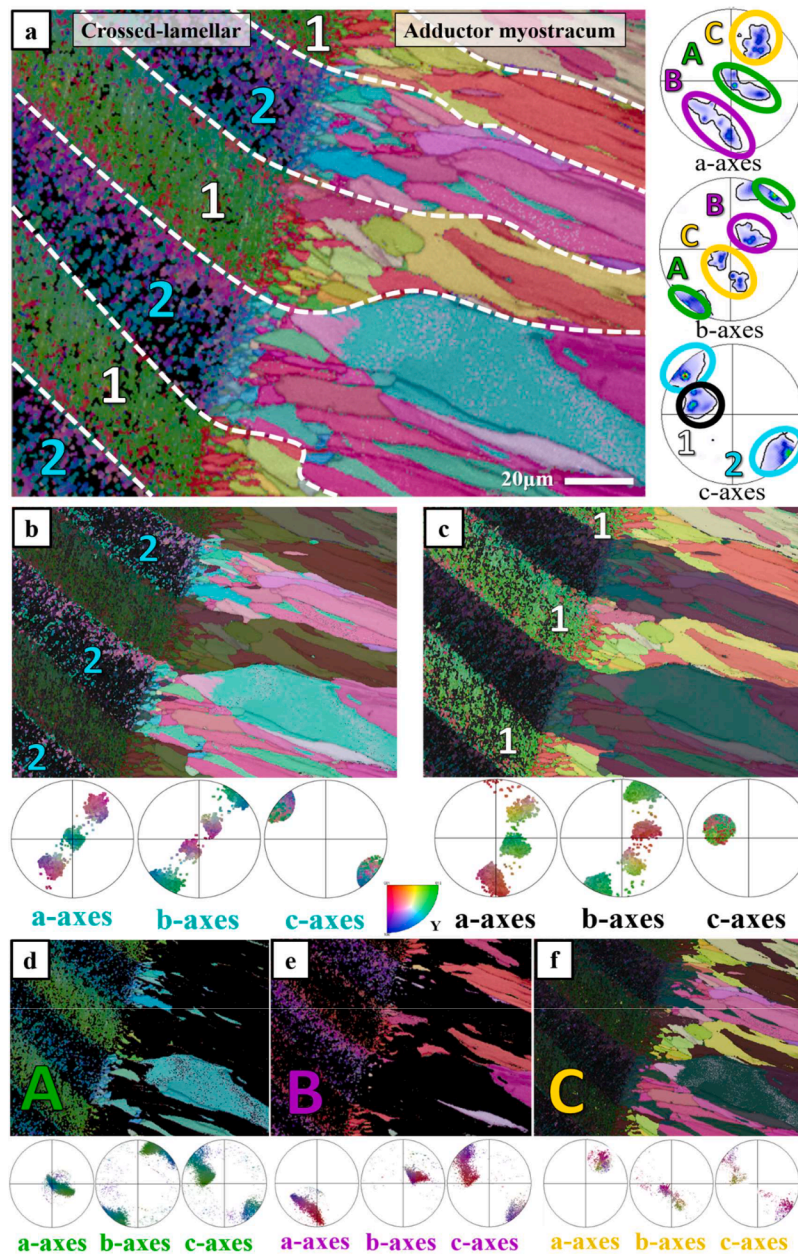 a
Crossed-lamellar
1
Adductor myostracum
2
1
2
1
2
20µm
C
A
B
a-axes
B
C
A
b-axes
1
2
c-axes
b
2
2
2
c
1
1
1
a-axes
b-axes
c-axes
Y
a-axes
b-axes
c-axes
d
A
e
B
f
C
a-axes
b-axes
c-axes
a-axes
b-axes
c-axes
a-axes
b-axes
c-axes